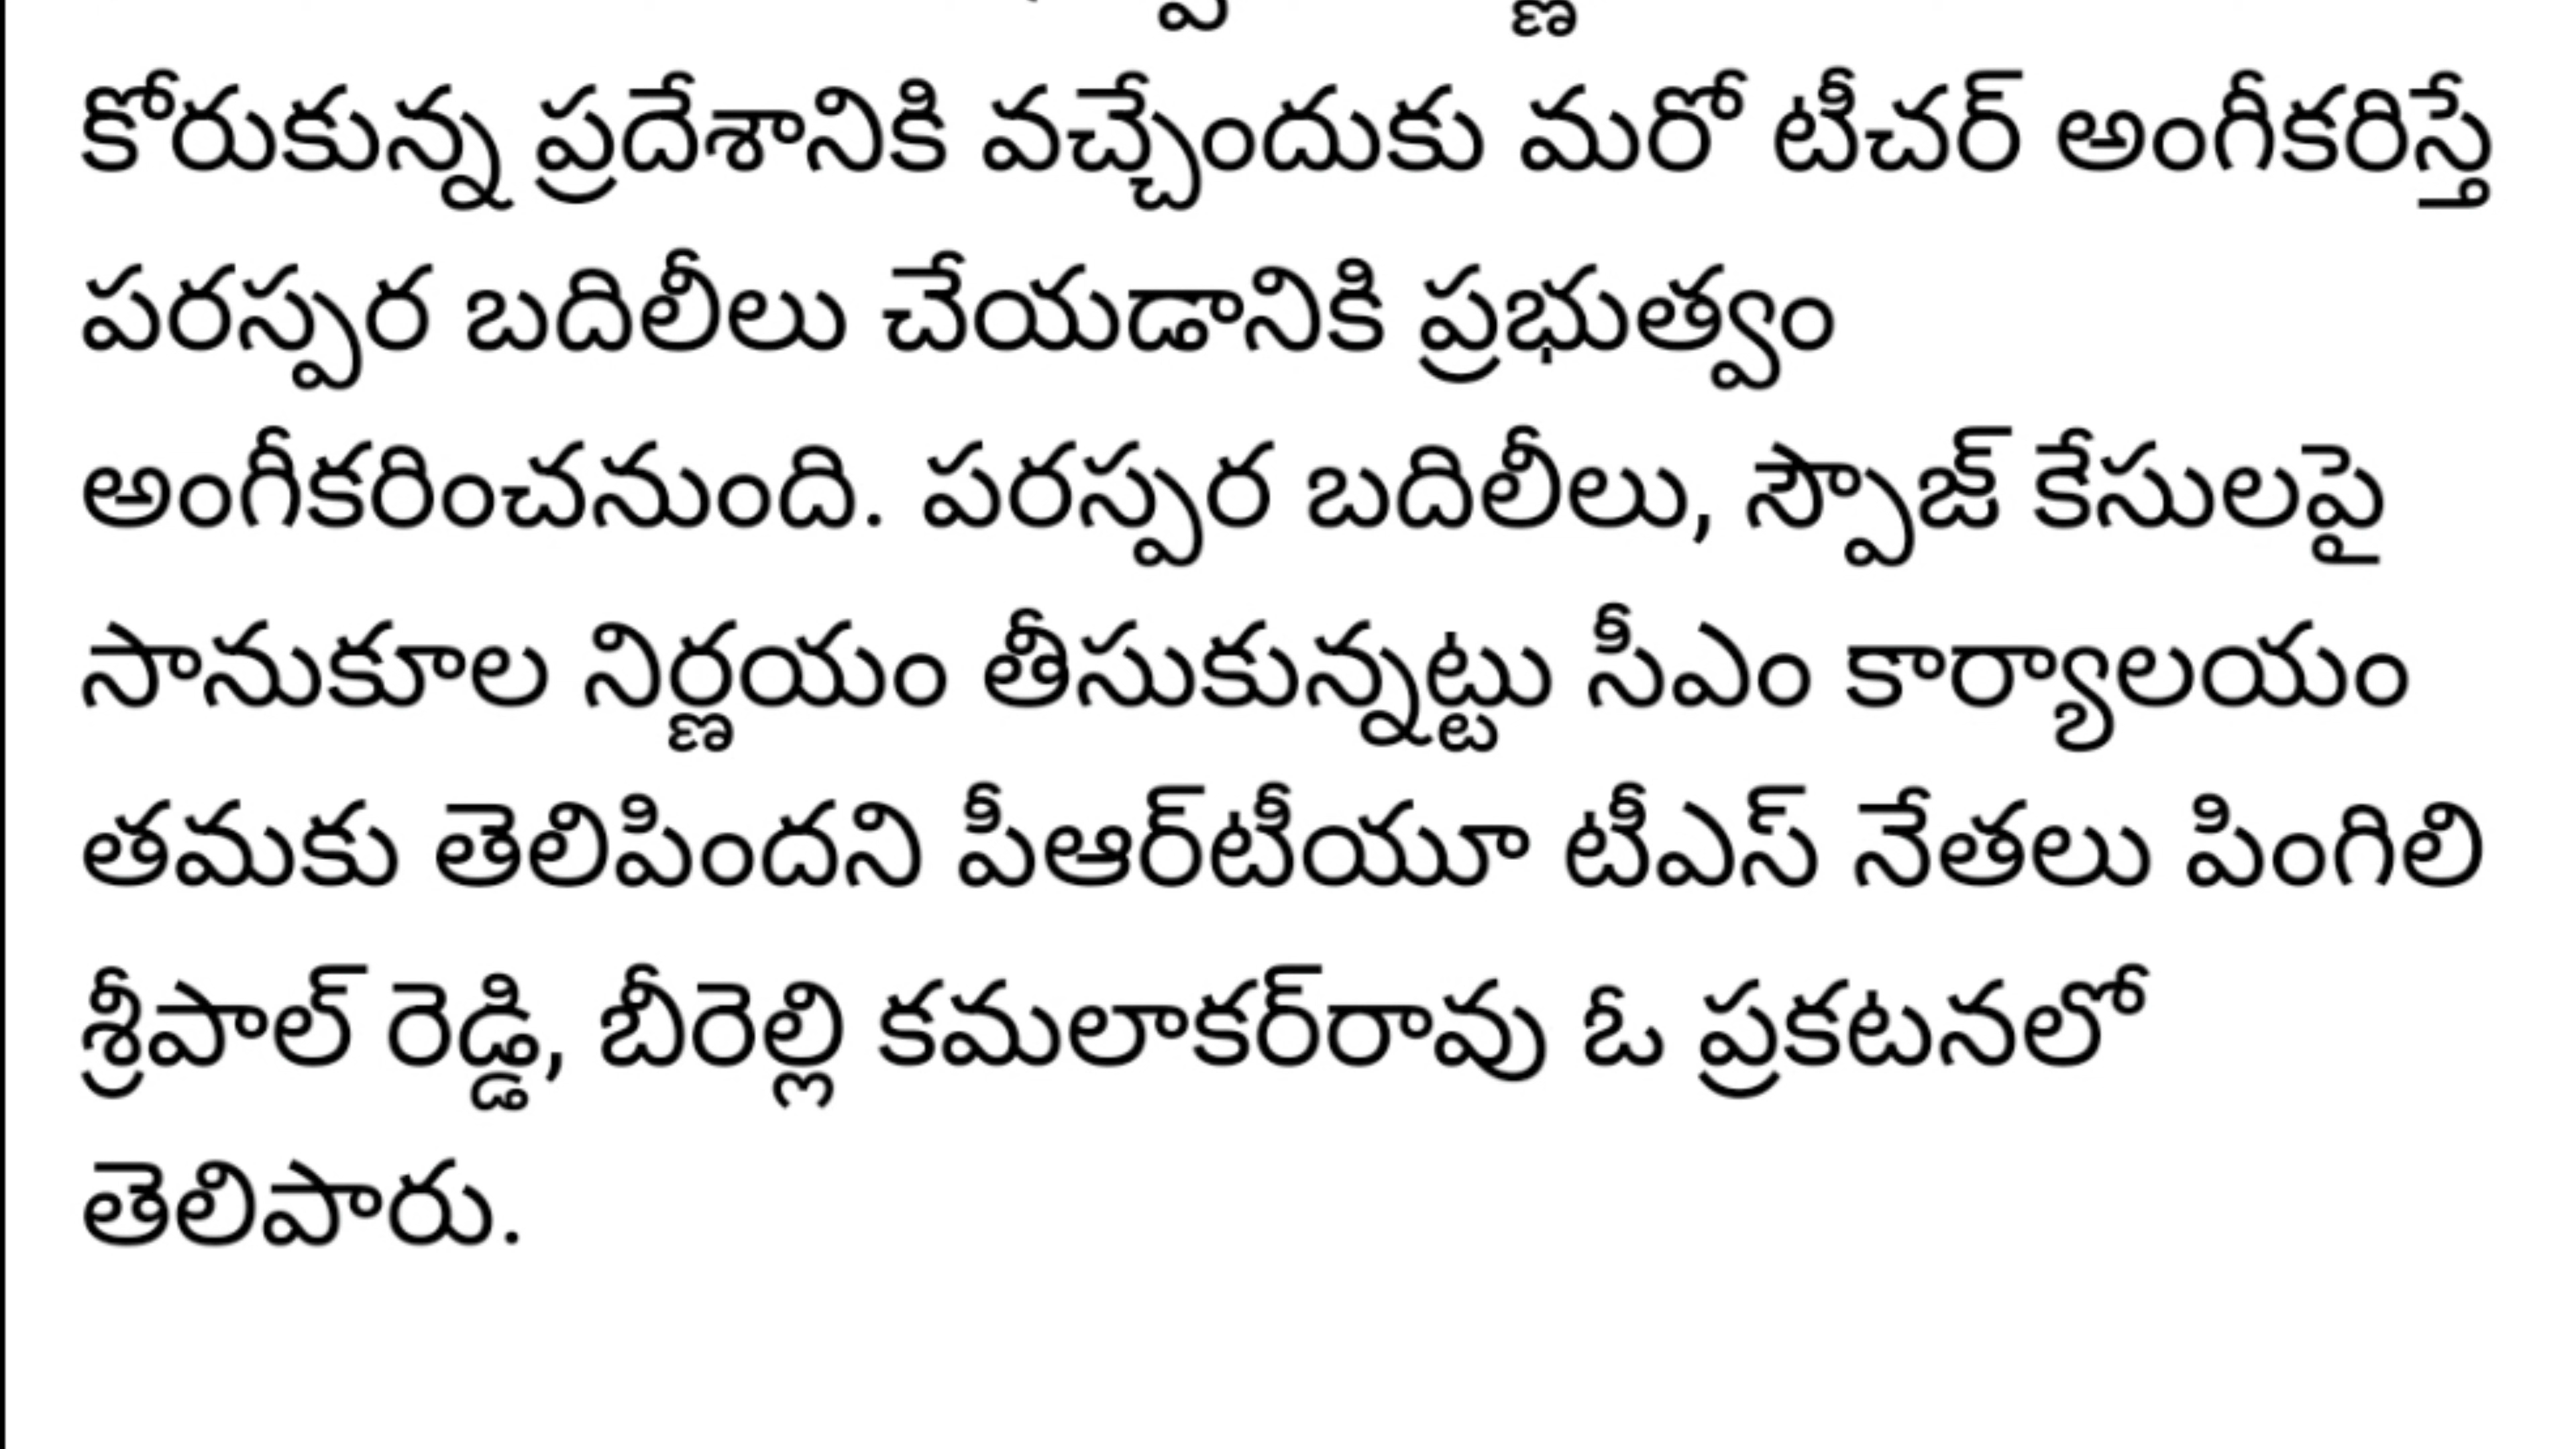 కోరుకున్న ప్రదేశానికి వచ్చేందుకు మరో టీచర్ అంగీకరిస్తే
పరస్పర బదిలీలు చేయడానికి ప్రభుత్వం
అంగీకరించనుంది. పరస్పర బదిలీలు, స్పౌజ్ కేసులపై
సానుకూల నిర్ణయం తీసుకున్నట్టు సీఎం కార్యాలయం
తమకు తెలిపిందని పీఆర్‌టీయూ టీఎస్ నేతలు పింగిలి
శ్రీపాల్ రెడ్డి, బీరెల్లి కమలాకర్‌రావు ఓ ప్రకటనలో
తెలిపారు.